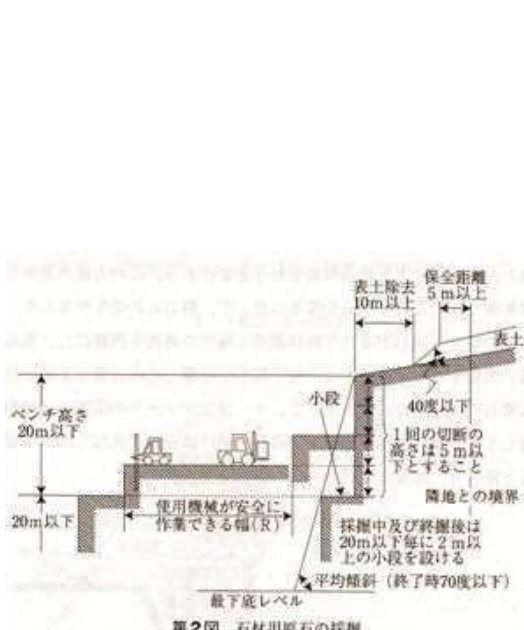 保全距離
5m以上
表土除去
10m以上
表土
40度以下
小段
ベンチ高さ
20m以下
1回の切断の
高さは5m以
下とすること
隣地との境界
使用機械が安全に
作業できる幅(R)
20m以下
採掘中及び終掘後は
20m以下毎に2m以
上の小段を設ける
平均傾斜(終了時70度以下)
最下底レベル
第2図 石材用原石の採掘